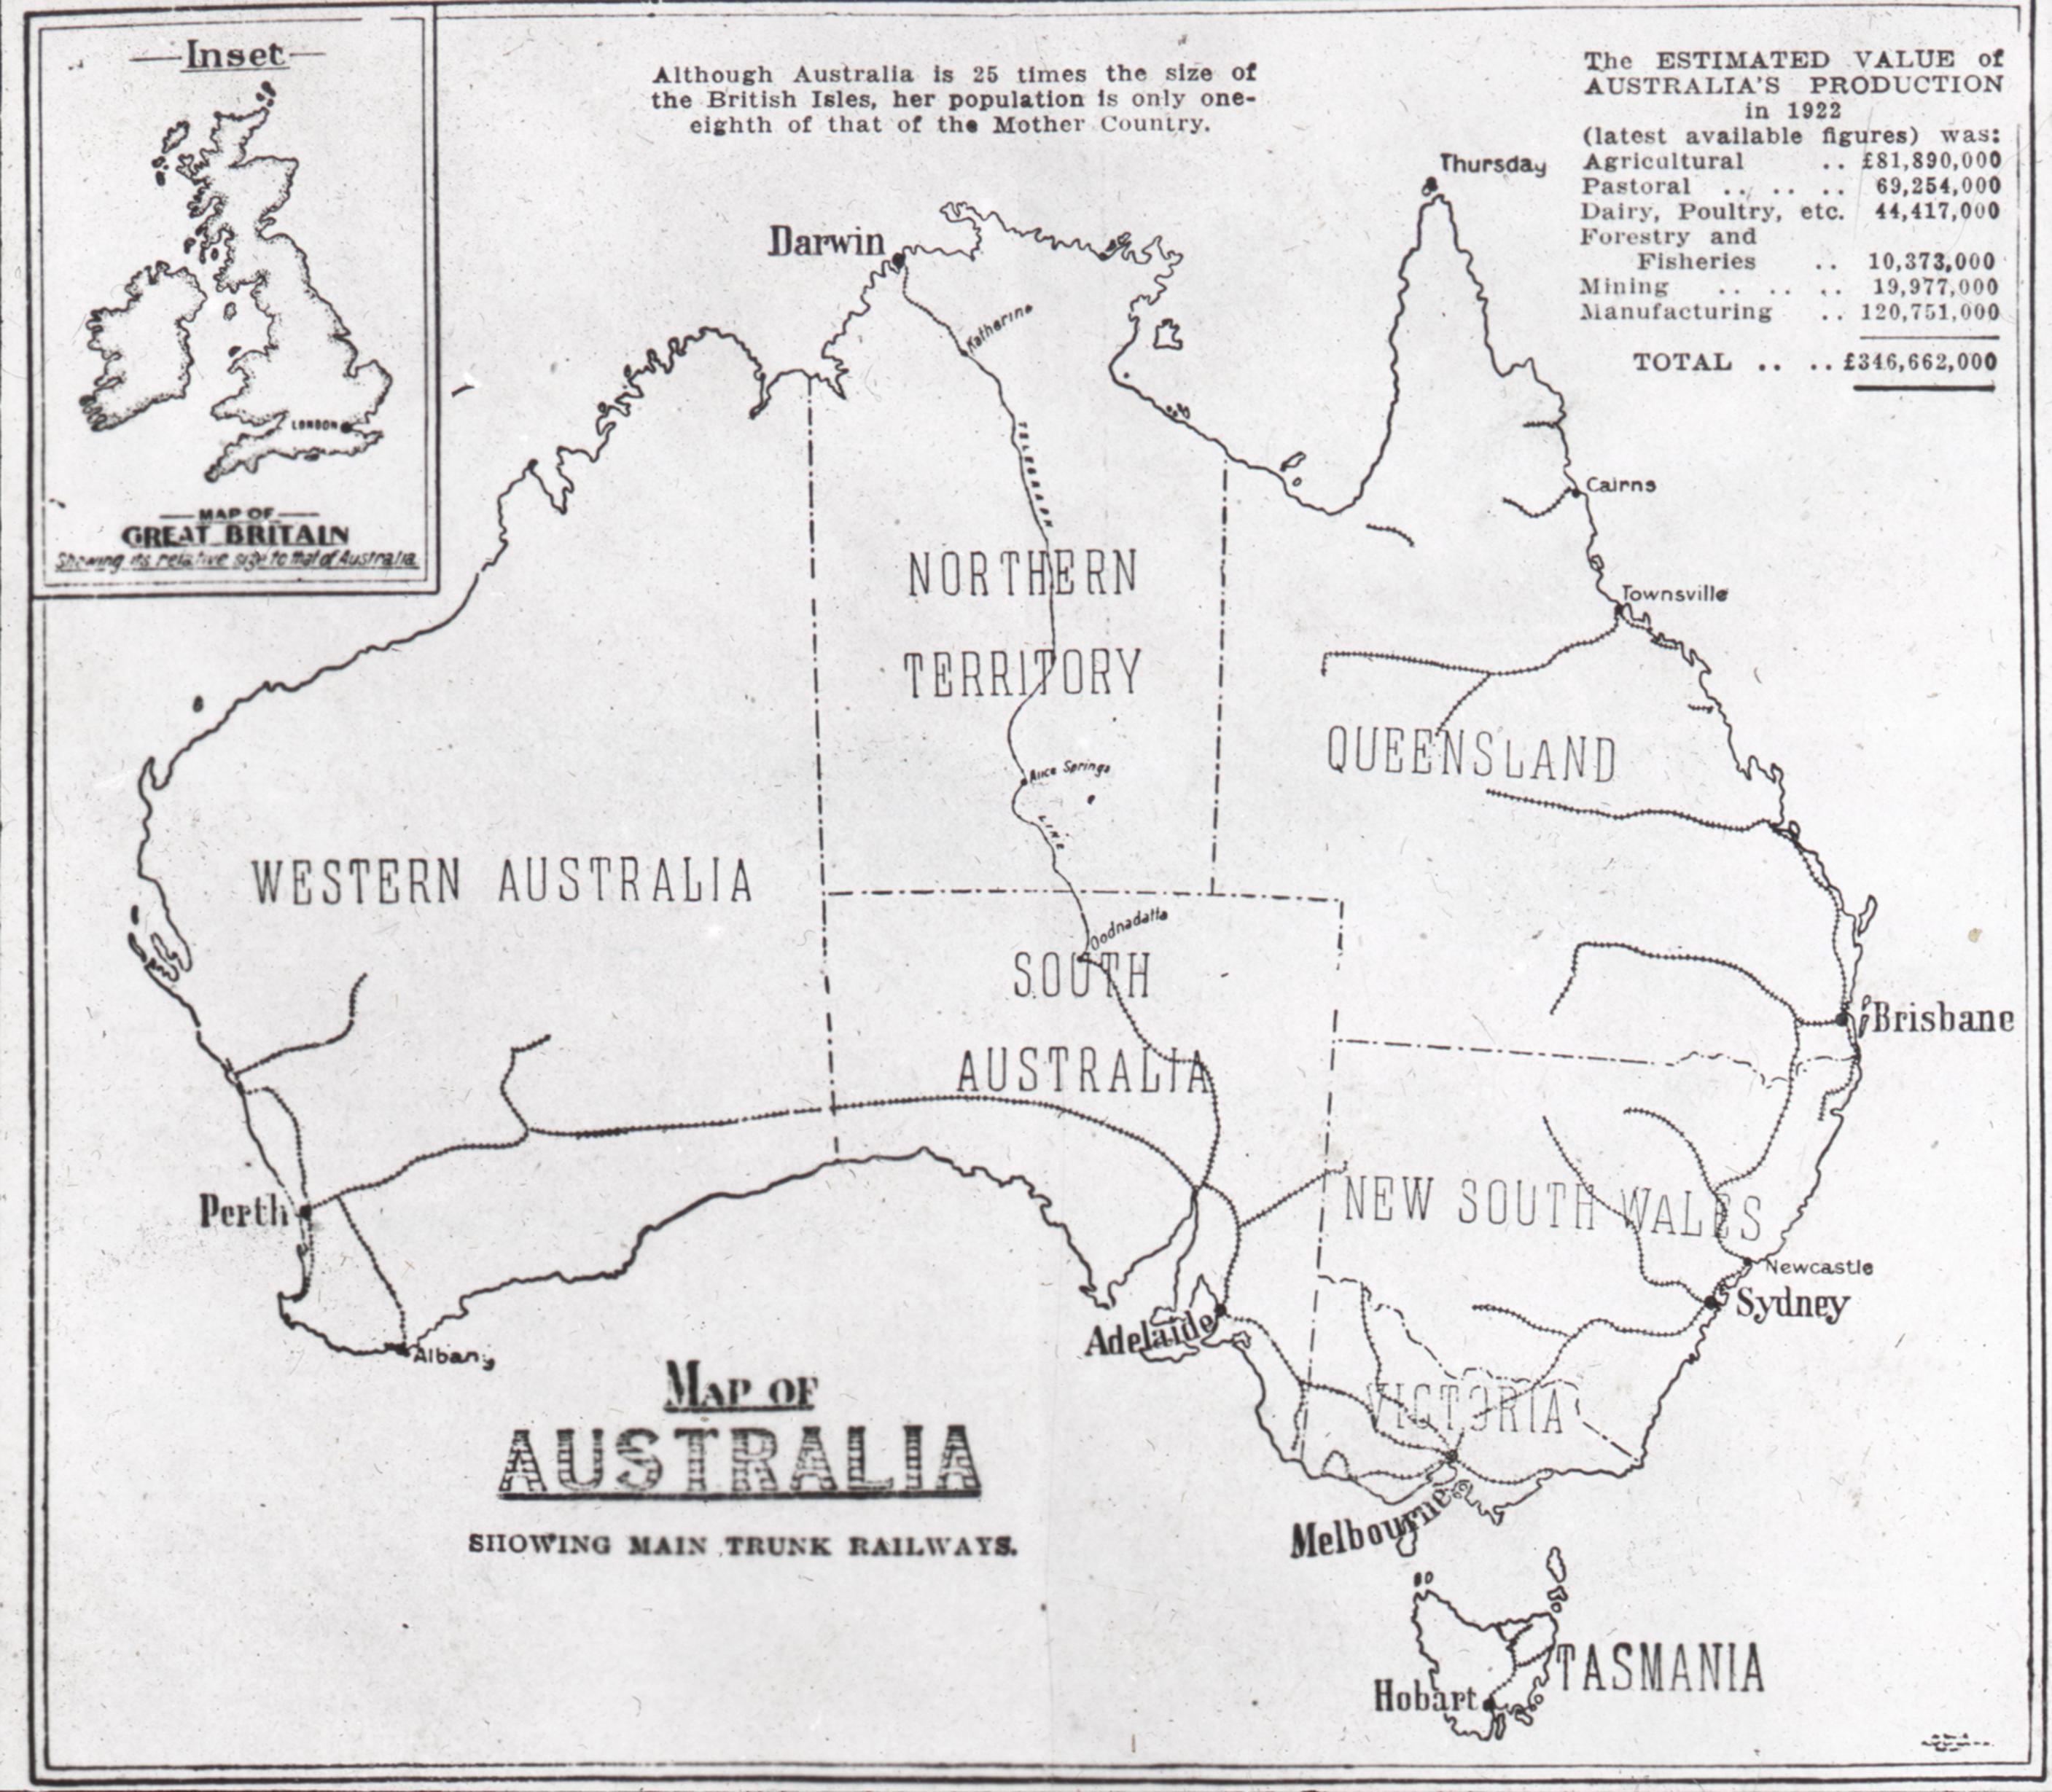 Inset
LONDON
MAP OF
GREAT BRITAIN
Showing its relative size to that of Australia.
Although Australia is 25 times the size of
the British Isles, her population is only one-
eighth of that of the Mother Country.
The ESTIMATED VALUE of
AUSTRALIA'S PRODUCTION
in 1922
(latest available figures) was:
Agricultural .. £81,890,000
Pastoral .. .. .. 69,254,000
Dairy, Poultry, etc. 44,417,000
Forestry and
Fisheries .. 10,373,000
Mining .. .. .. 19,977,000
Manufacturing .. 120,751,000
TOTAL .. .. £346,662,000
Thursday
Darwin
Katherine
TELEGRAPH
Cairns
NORTHERN
Townsville
TERRITORY
QUEENSLAND
Alice Springs
LINE
WESTERN AUSTRALIA
Oodnadatta
SOUTH
Brisbane
AUSTRALIA
Perth
NEW SOUTH WALES
Newcastle
Sydney
Adelaide
Albany
MAP OF
VICTORIA
AUSTRALIA
Melbourne
SHOWING MAIN TRUNK RAILWAYS.
TASMANIA
Hobart